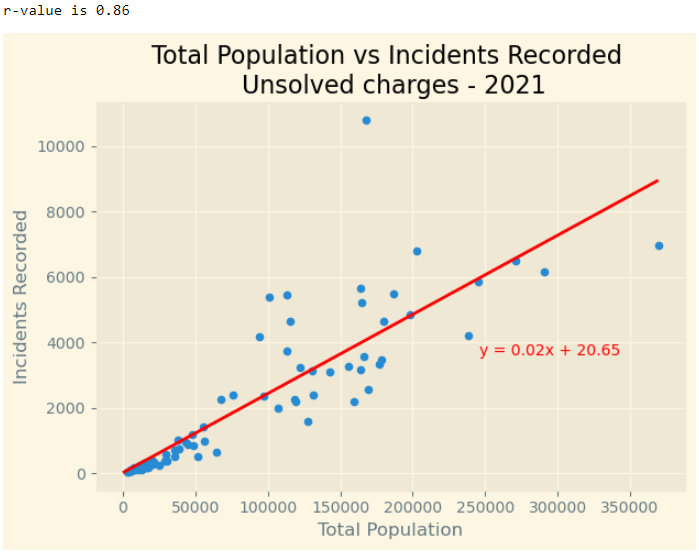 r-value is 0.86
Total Population vs Incidents Recorded
Unsolved charges - 2021
10000
8000
6000
4000
2000
0
Incidents Recorded
y = 0.02x + 20.65
0 50000 100000 150000 200000 250000 300000 350000
Total Population